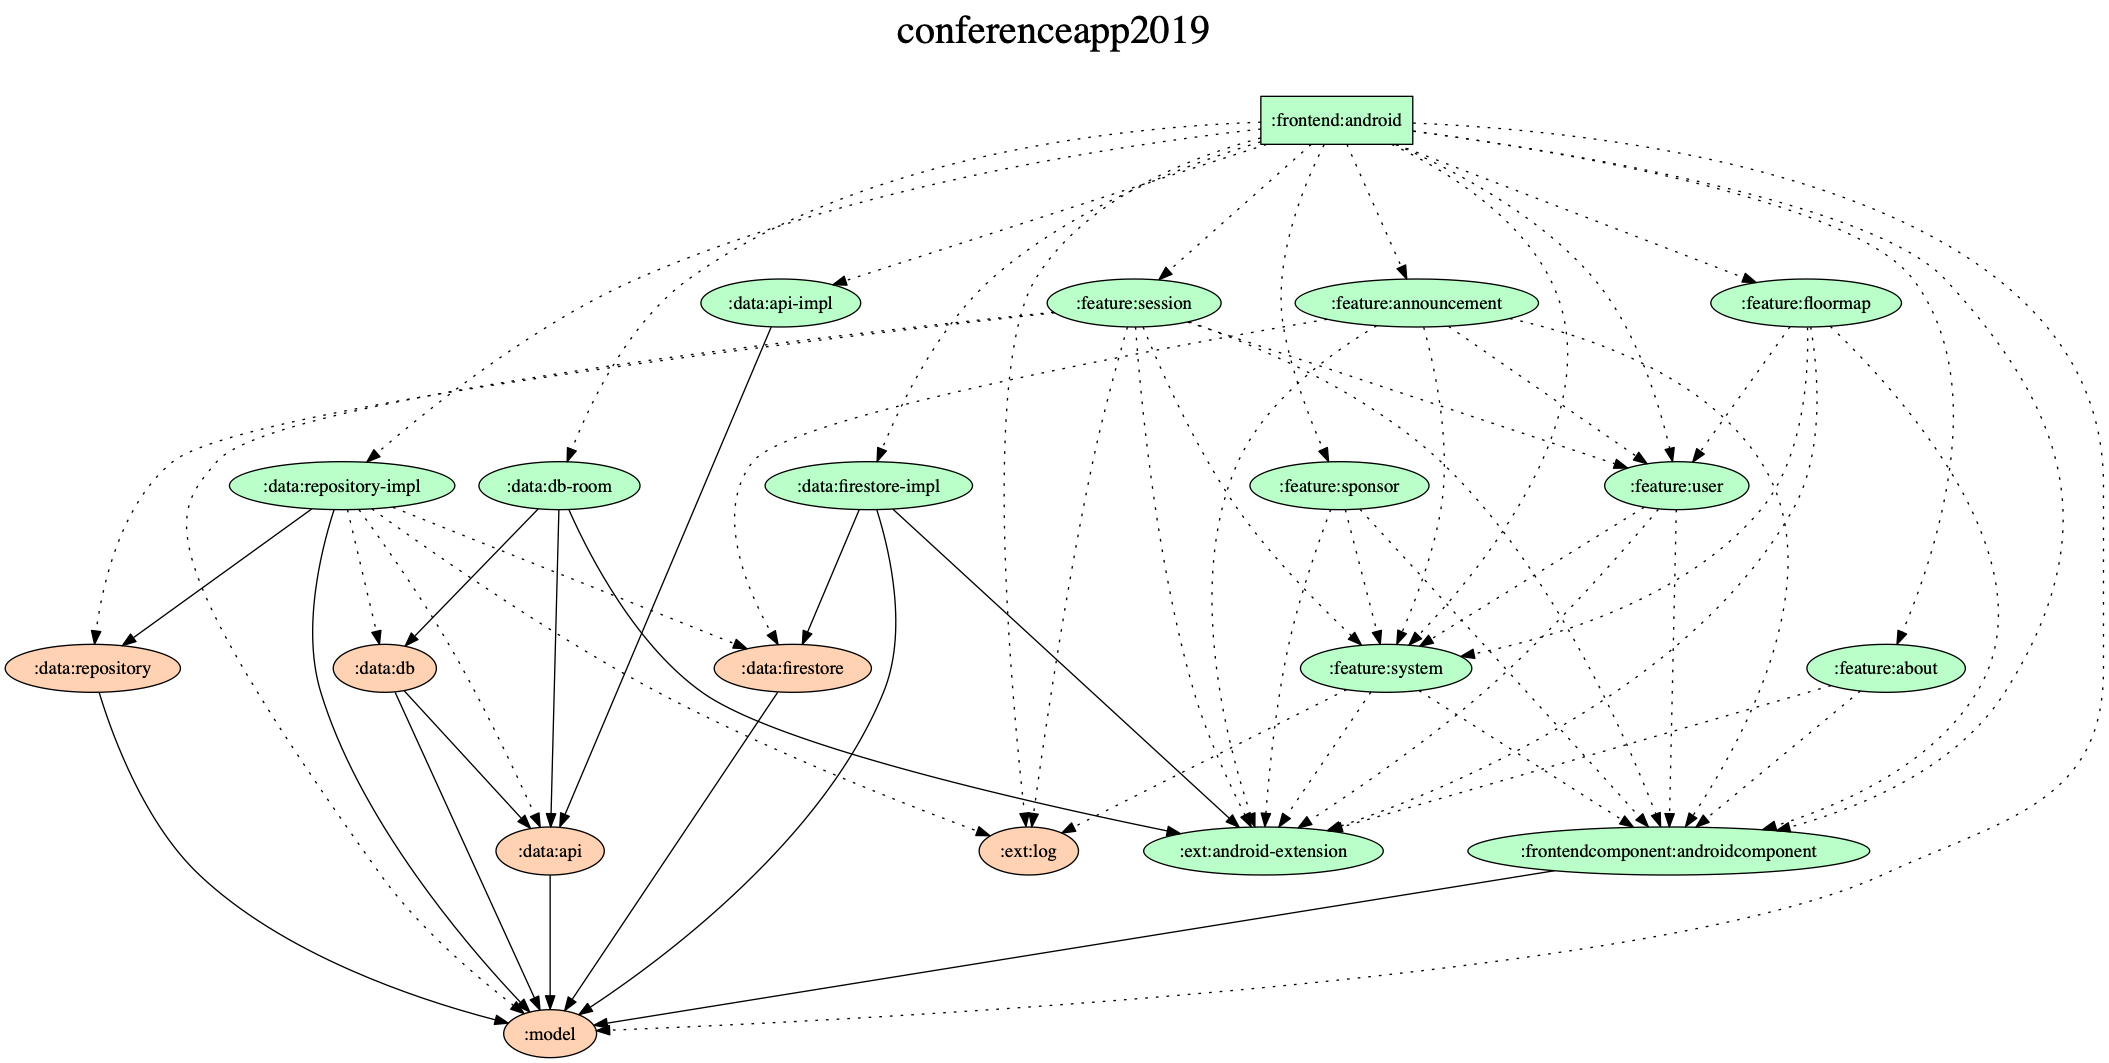 conferenceapp2019
:frontend:android
:data:api-impl
:feature:session
:feature:announcement
:feature:floormap
:data:repository-impl
:data:db-room
:data:firestore-impl
:feature:sponsor
:feature:user
:data:repository
:data:db
:data:firestore
:feature:system
:feature:about
:data:api
:ext:log
:ext:android-extension
:frontendcomponent:androidcomponent
:model